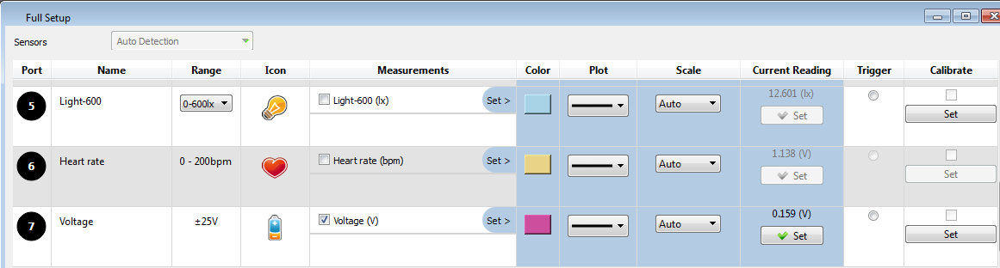 Full Setup
Sensors Auto Detection
Port Name Range Icon Measurements Color Plot Scale Current Reading Trigger Calibrate
5 Light-600 0-600lx Light-600 (lx) Set > Auto 12.601 (lx) Set Set
6 Heart rate 0 - 200bpm Heart rate (bpm) Set > Auto 1.138 (V) Set Set
7 Voltage ±25V Voltage (V) Set > Auto 0.159 (V) Set Set